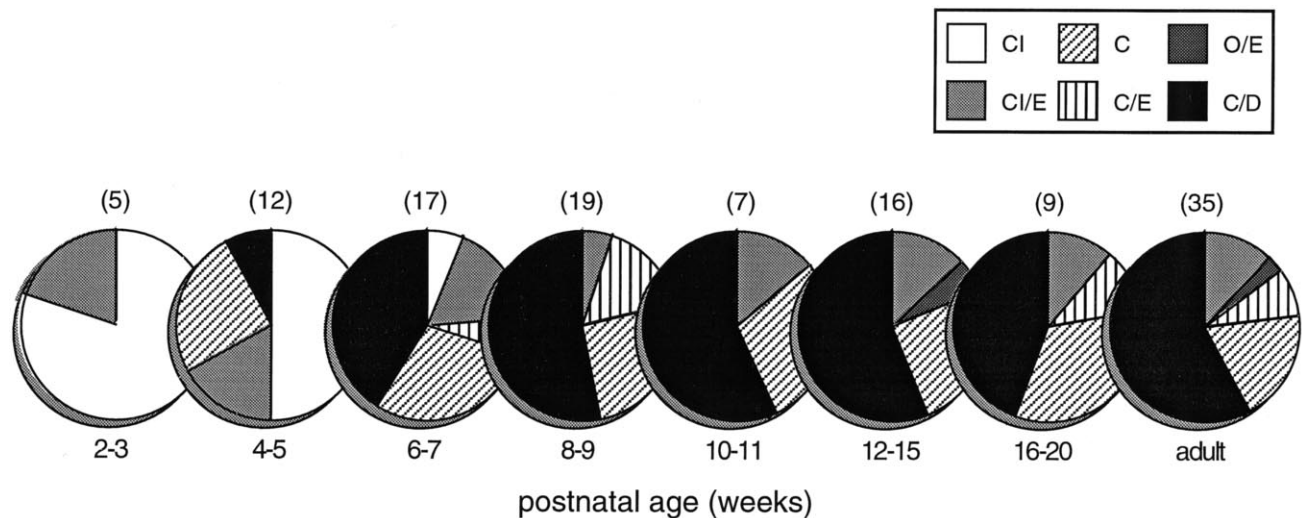 CI C O/E
CI/E C/E C/D
(5) (12) (17) (19) (7) (16) (9) (35)
2-3 4-5 6-7 8-9 10-11 12-15 16-20 adult
postnatal age (weeks)